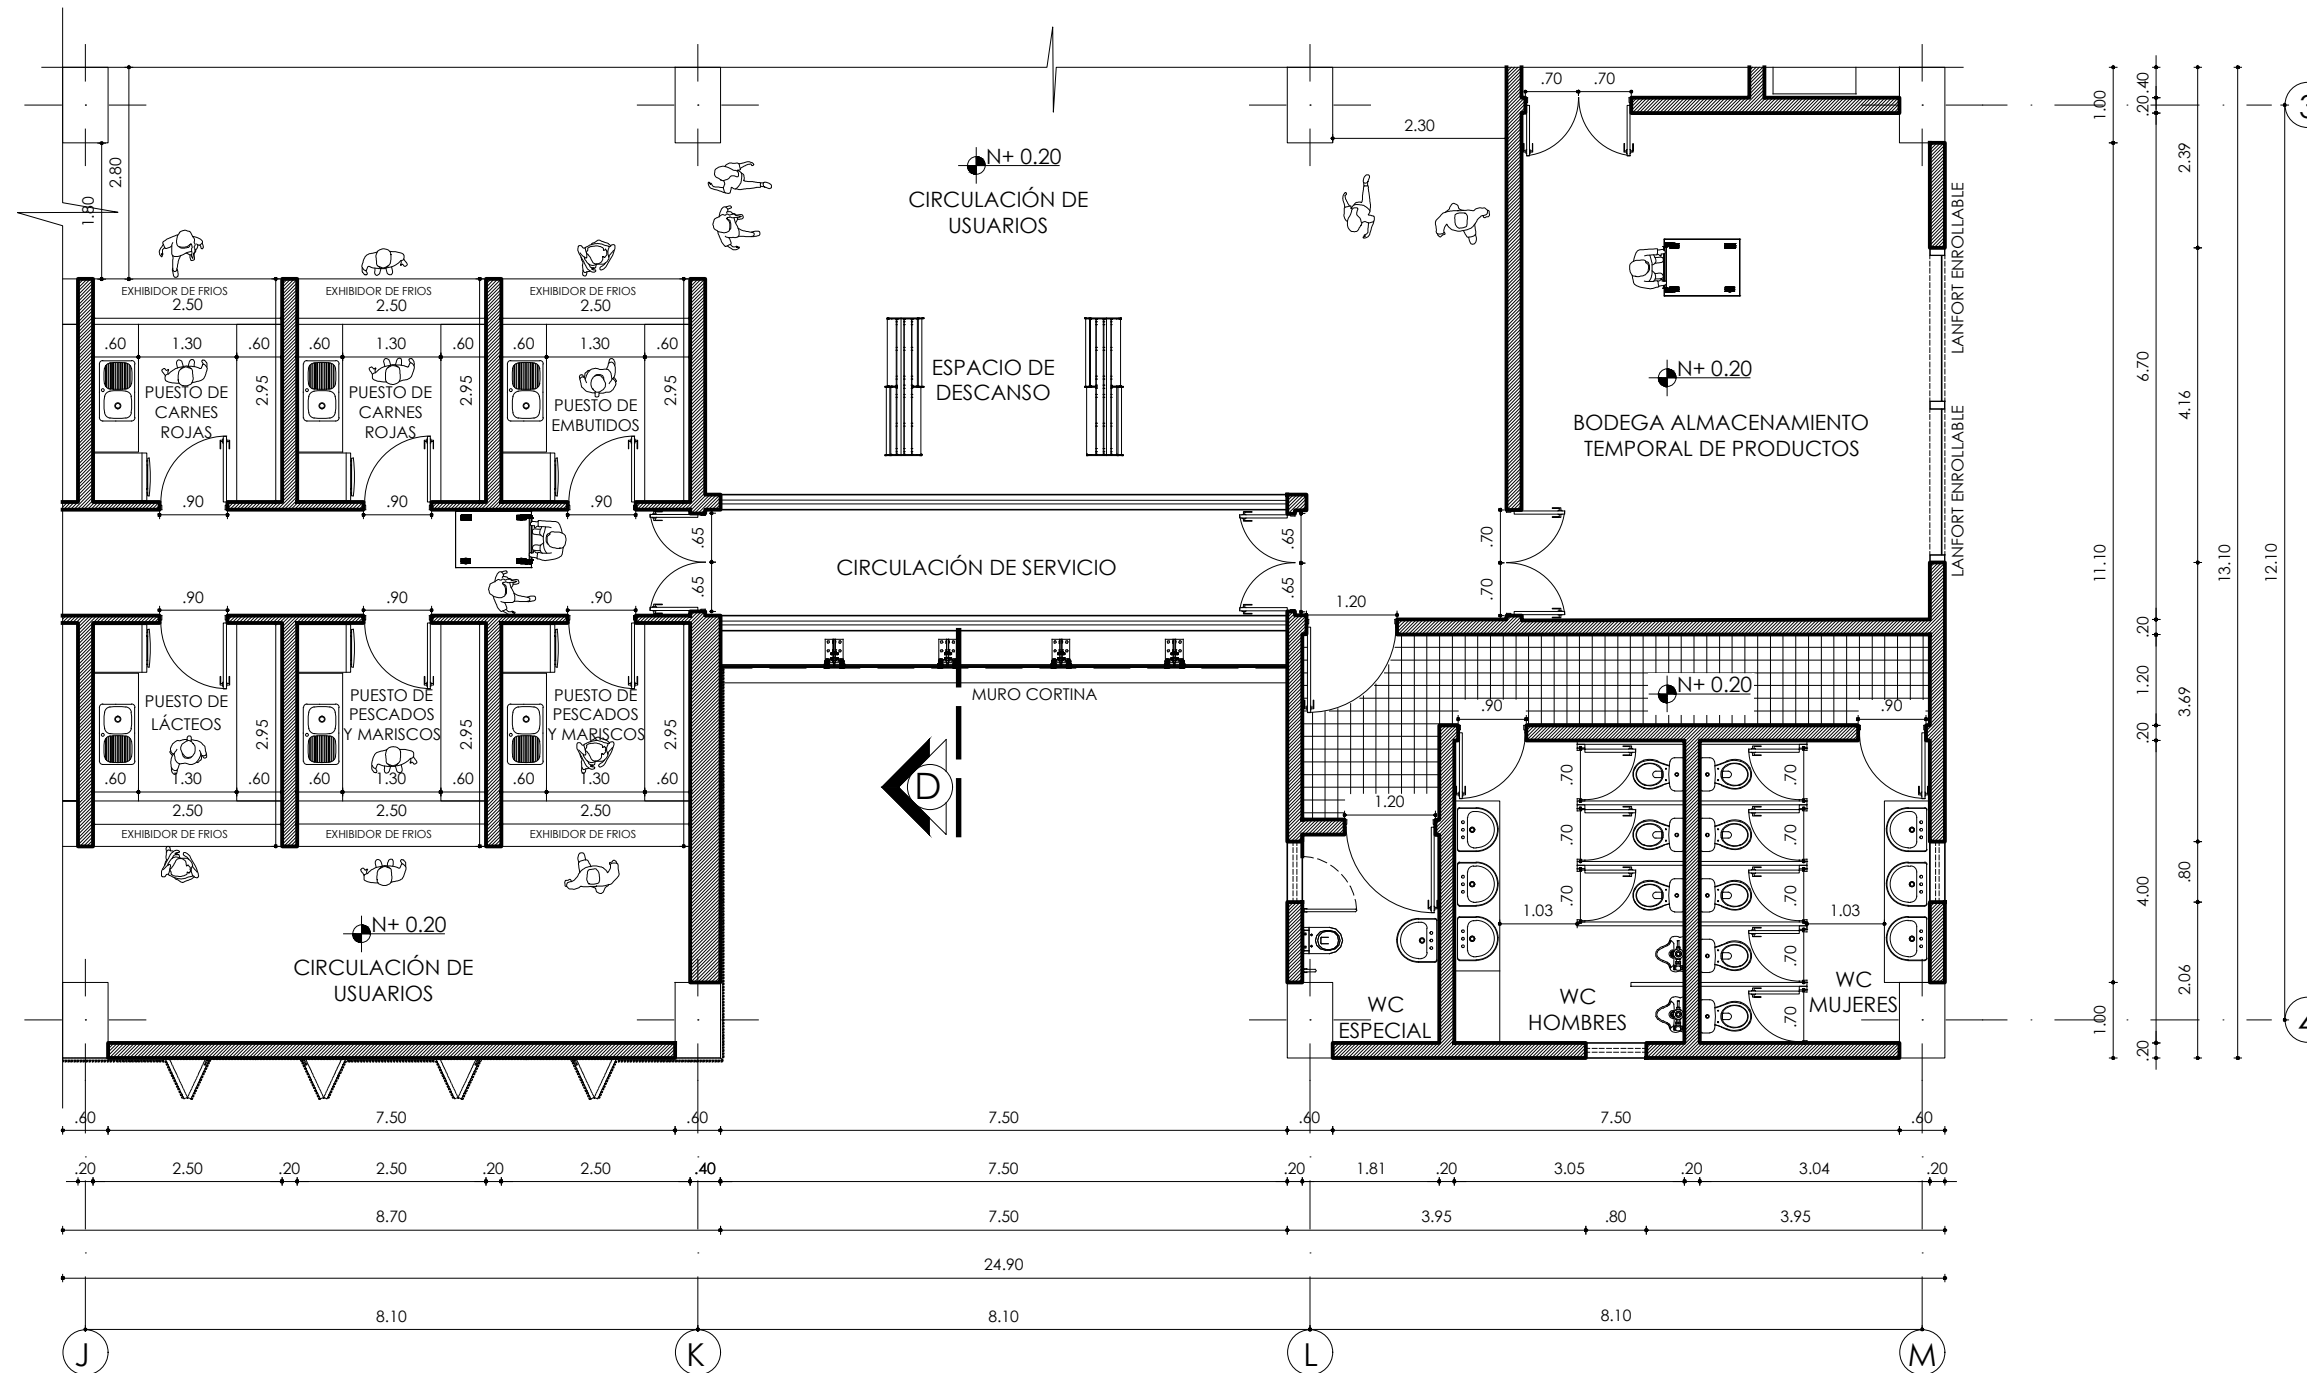 .70 .70
2.30
N+ 0.20
CIRCULACIÓN DE
USUARIOS
2.80
1.80
EXHIBIDOR DE FRIOS
2.50
EXHIBIDOR DE FRIOS
2.50
EXHIBIDOR DE FRIOS
2.50
.60 1.30 .60
.60 1.30 .60
.60 1.30 .60
PUESTO DE
CARNES
ROJAS
2.95
PUESTO DE
CARNES
ROJAS
2.95
PUESTO DE
EMBUTIDOS
2.95
ESPACIO DE
DESCANSO
N+ 0.20
BODEGA ALMACENAMIENTO
TEMPORAL DE PRODUCTOS
LANFORT ENROLLABLE
LANFORT ENROLLABLE
.90 .90 .90
.65
.65
CIRCULACIÓN DE SERVICIO
.65
.65
.70
.70
.90 .90 .90
1.20
MURO CORTINA
N+ 0.20
PUESTO DE
LÁCTEOS
2.95
PUESTO DE
PESCADOS
Y MARISCOS
2.95
PUESTO DE
PESCADOS
Y MARISCOS
2.95
.60 1.30 .60
.60 1.30 .60
.60 1.30 .60
2.50
EXHIBIDOR DE FRIOS
2.50
EXHIBIDOR DE FRIOS
2.50
EXHIBIDOR DE FRIOS
D
.90 .90
1.20
.70 .70
.70 .70
.70 .70
.70
.70
1.03 1.03
N+ 0.20
CIRCULACIÓN DE
USUARIOS
WC
ESPECIAL
WC
HOMBRES
WC
MUJERES
.60 7.50 .60 7.50 .60 7.50 .60
.20 2.50 .20 2.50 .20 2.50 .40 7.50 .20 1.81 .20 3.05 .20 3.04 .20
8.70 7.50 3.95 .80 3.95
24.90
8.10 8.10 8.10
J K L M
1.00
11.10
1.00
.40
.20
6.70
.20
1.20
.20
4.00
.20
2.39
4.16
3.69
.80
2.06
13.10
12.10